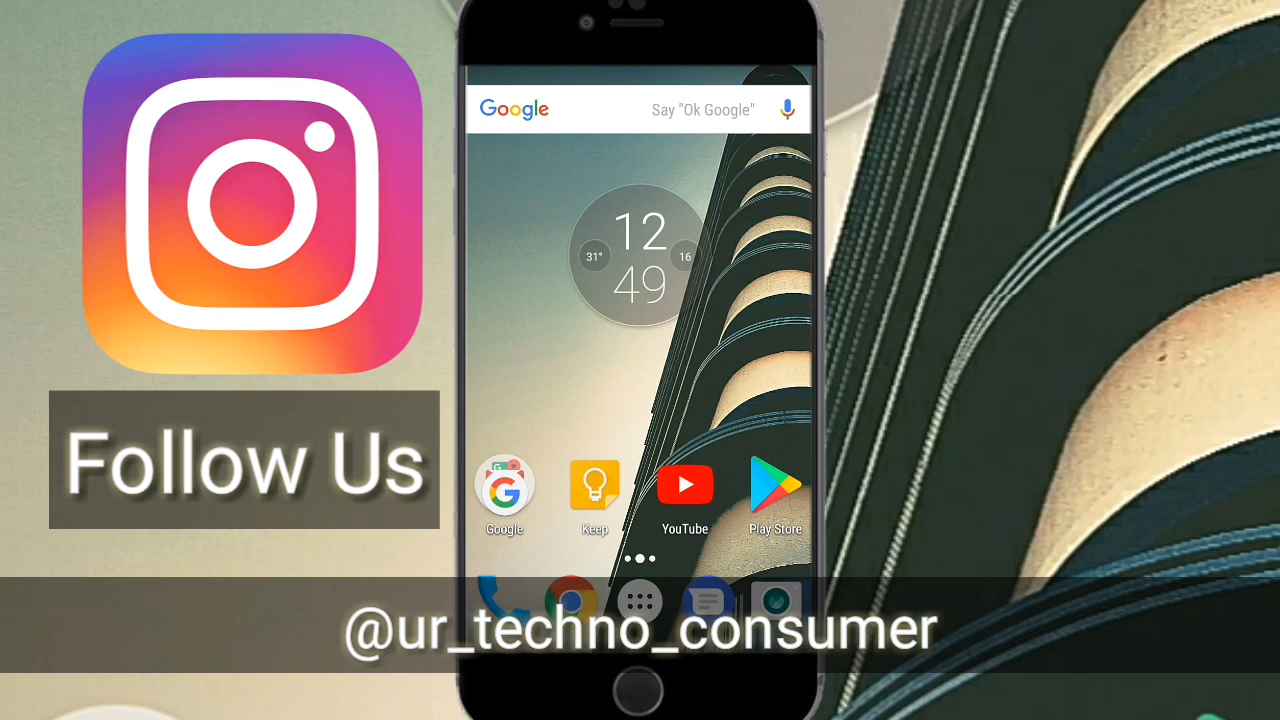 Google Say "Ok Google"
12
31° 16
49
Follow Us
Google Keep YouTube Play Store
@ur_techno_consumer